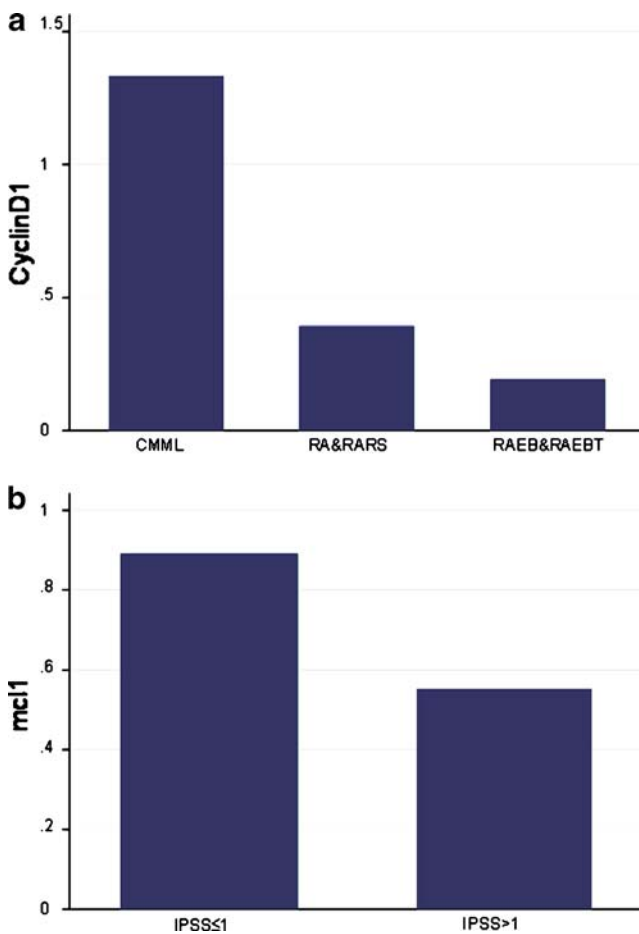 a
CyclinD1
1.5
1
.5
0
CMML RA&RARS RAEB&RAEBT
b
mcl1
1
.8
.6
.4
.2
0
IPSS≤1 IPSS>1